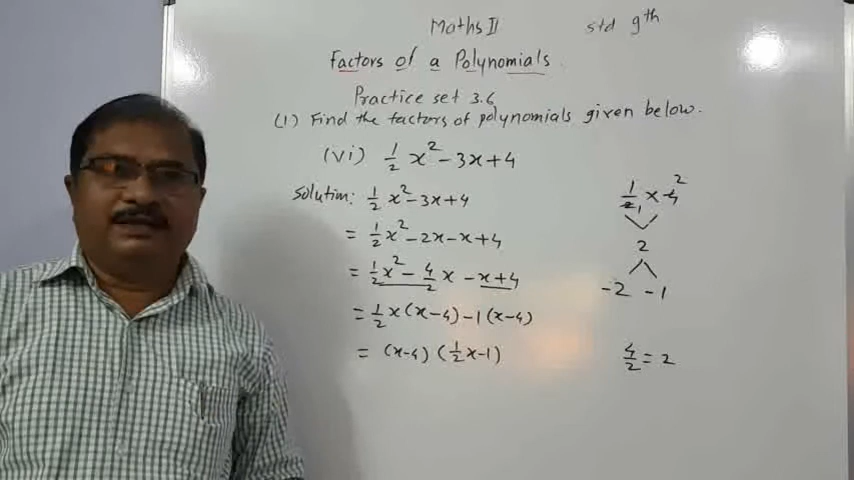 Maths II std 9th
Factors of a Polynomials.
Practice set 3.6
(1) Find the factors of polynomials given below.
(vi) 1/2 x² - 3x + 4
Solution: 1/2 x² - 3x + 4
= 1/2 x² - 2x - x + 4
= 1/2 x² - 4/2 x - x + 4
= 1/2 x (x - 4) - 1 (x - 4)
= (x - 4) (1/2 x - 1)
1/2 1 x 4 2
2
-2 -1
4/2 = 2